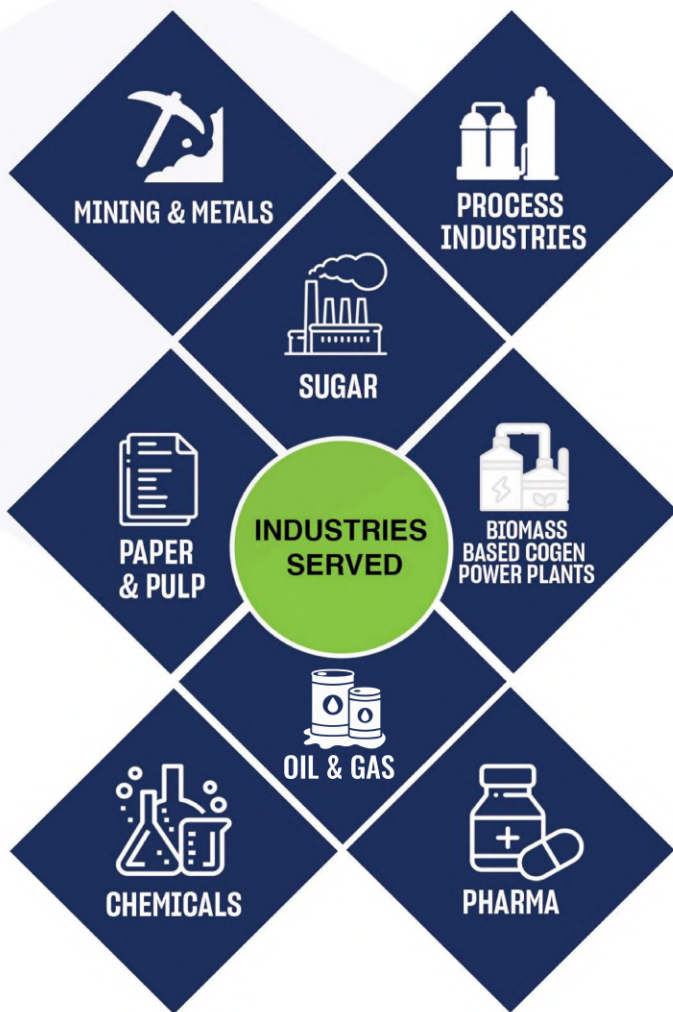 MINING & METALS
PROCESS
INDUSTRIES
SUGAR
PAPER
& PULP
INDUSTRIES
SERVED
BIOMASS
BASED COGEN
POWER PLANTS
OIL & GAS
CHEMICALS
PHARMA